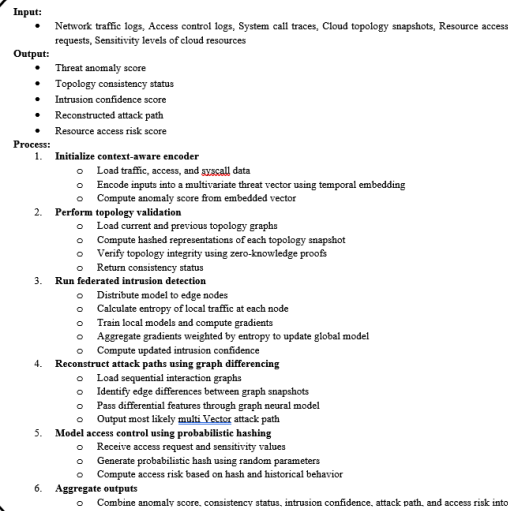 Input:
• Network traffic logs, Access control logs, System call traces, Cloud topology snapshots, Resource access
requests, Sensitivity levels of cloud resources
Output:
• Threat anomaly score
• Topology consistency status
• Intrusion confidence score
• Reconstructed attack path
• Resource access risk score
Process:
1. Initialize context-aware encoder
o Load traffic, access, and syscall data
o Encode inputs into a multivariate threat vector using temporal embedding
o Compute anomaly score from embedded vector
2. Perform topology validation
o Load current and previous topology graphs
o Compute hashed representations of each topology snapshot
o Verify topology integrity using zero-knowledge proofs
o Return consistency status
3. Run federated intrusion detection
o Distribute model to edge nodes
o Calculate entropy of local traffic at each node
o Train local models and compute gradients
o Aggregate gradients weighted by entropy to update global model
o Compute updated intrusion confidence
4. Reconstruct attack paths using graph differencing
o Load sequential interaction graphs
o Identify edge differences between graph snapshots
o Pass differential features through graph neural model
o Output most likely multi Vector attack path
5. Model access control using probabilistic hashing
o Receive access request and sensitivity values
o Generate probabilistic hash using random parameters
o Compute access risk based on hash and historical behavior
6. Aggregate outputs
o Combine anomaly score, consistency status, intrusion confidence, attack path, and access risk into